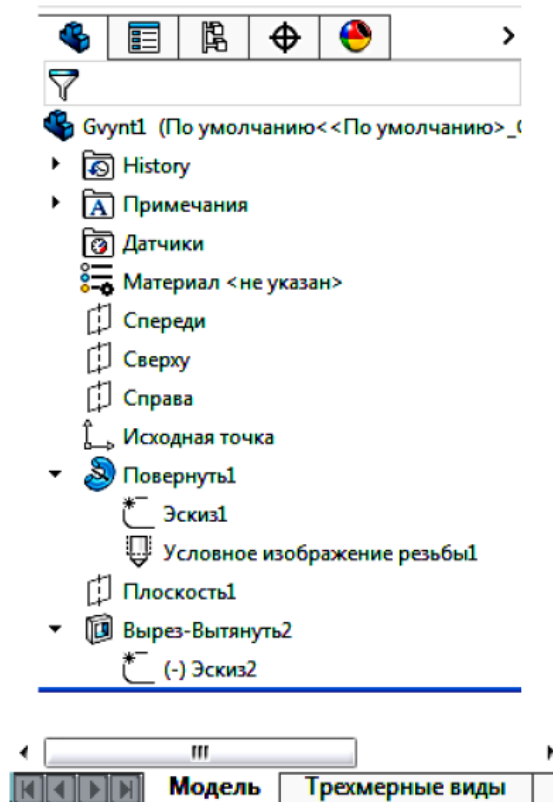 Gvynt1 (По умолчанию<<По умолчанию>_
History
Примечания
Датчики
Материал <не указан>
Спереди
Сверху
Справа
Исходная точка
Повернуть1
Эскиз1
Условное изображение резьбы1
Плоскость1
Вырез-Вытянуть2
(-) Эскиз2
Модель Трехмерные виды